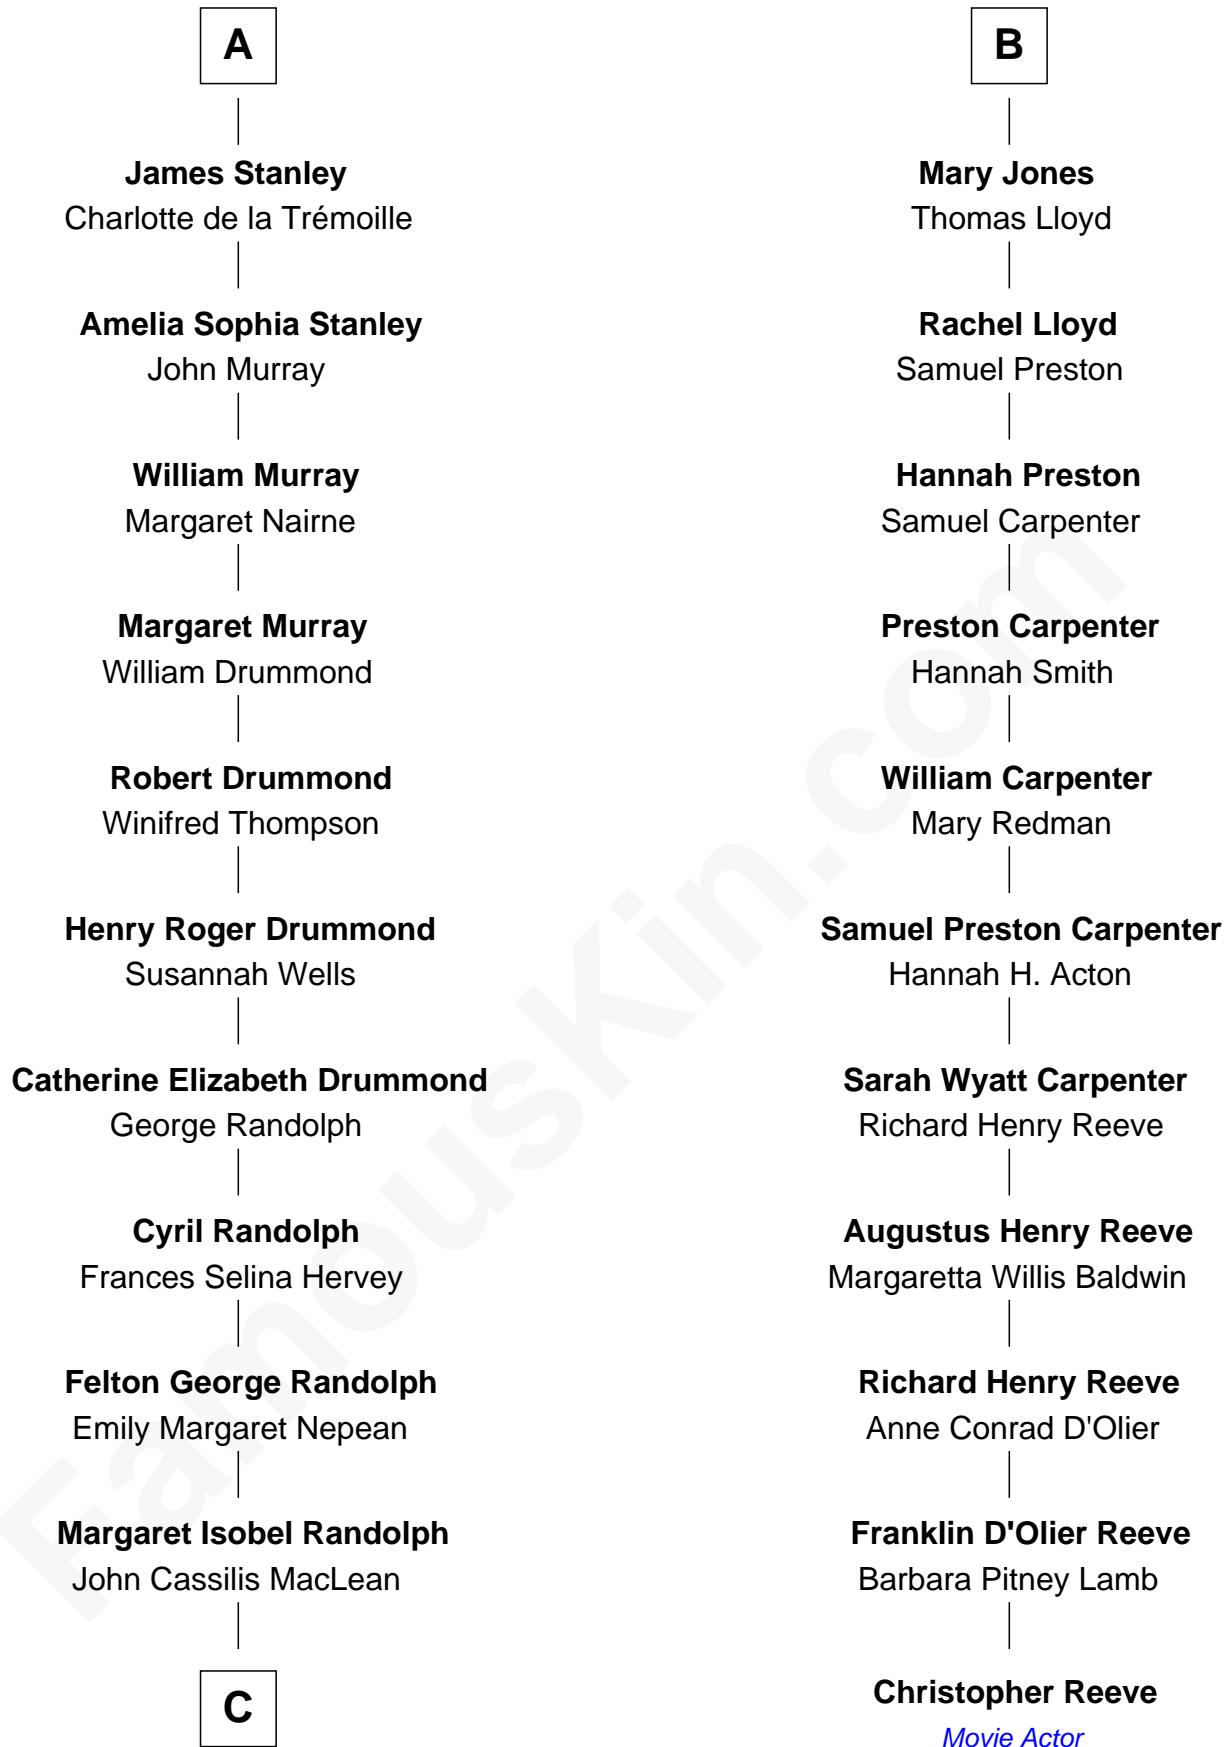 A
James Stanley
Charlotte de la Trémoille
Amelia Sophia Stanley
John Murray
William Murray
Margaret Nairne
Margaret Murray
William Drummond
Robert Drummond
Winifred Thompson
Henry Roger Drummond
Susannah Wells
Catherine Elizabeth Drummond
George Randolph
Cyril Randolph
Frances Selina Hervey
Felton George Randolph
Emily Margaret Nepean
Margaret Isobel Randolph
John Cassilis MacLean
C
B
Mary Jones
Thomas Lloyd
Rachel Lloyd
Samuel Preston
Hannah Preston
Samuel Carpenter
Preston Carpenter
Hannah Smith
William Carpenter
Mary Redman
Samuel Preston Carpenter
Hannah H. Acton
Sarah Wyatt Carpenter
Richard Henry Reeve
Augustus Henry Reeve
Margaretta Willis Baldwin
Richard Henry Reeve
Anne Conrad D'Olier
Franklin D'Olier Reeve
Barbara Pitney Lamb
Christopher Reeve
Movie Actor
FamousKin.com